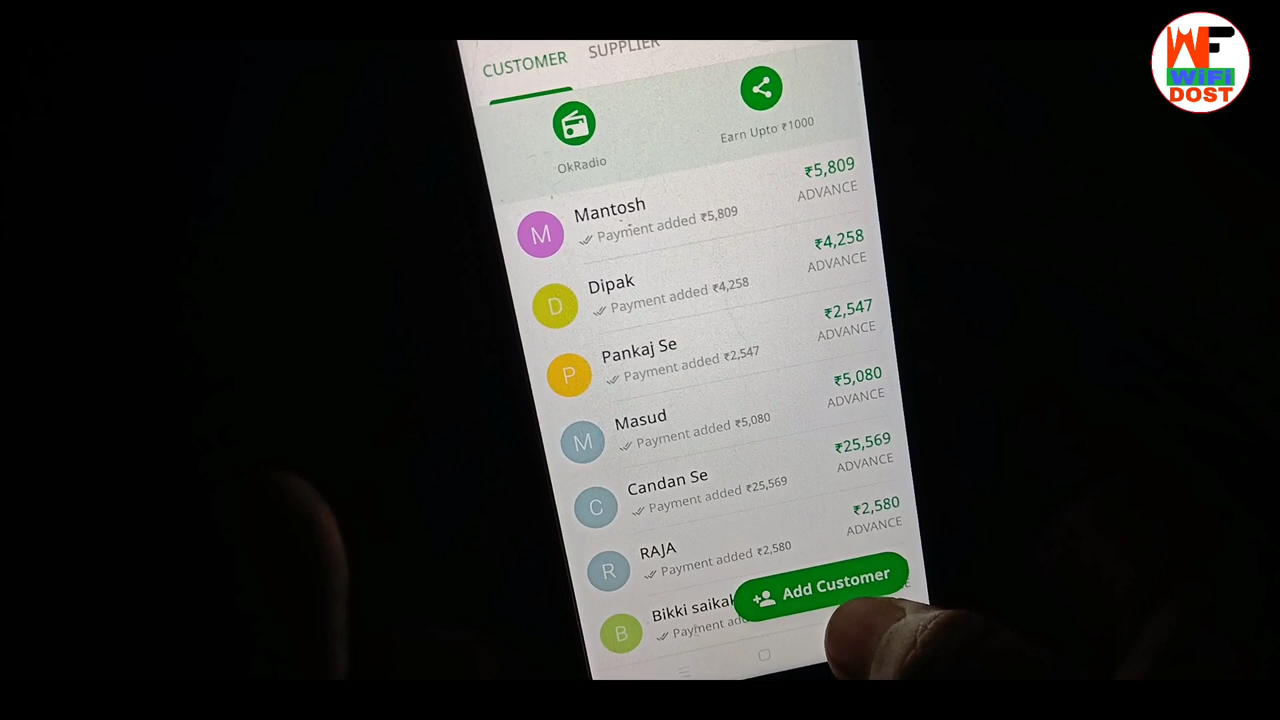 WF
WiFi
DOST
CUSTOMER SUPPLIER
OkRadio
Earn Upto ₹1000
M
Mantosh
Payment added ₹5,809
₹5,809
ADVANCE
D
Dipak
Payment added ₹4,258
₹4,258
ADVANCE
P
Pankaj Se
Payment added ₹2,547
₹2,547
ADVANCE
M
Masud
Payment added ₹5,080
₹5,080
ADVANCE
C
Candan Se
Payment added ₹25,569
₹25,569
ADVANCE
R
RAJA
Payment added ₹2,580
₹2,580
ADVANCE
B
Bikki
Payment
Add Customer